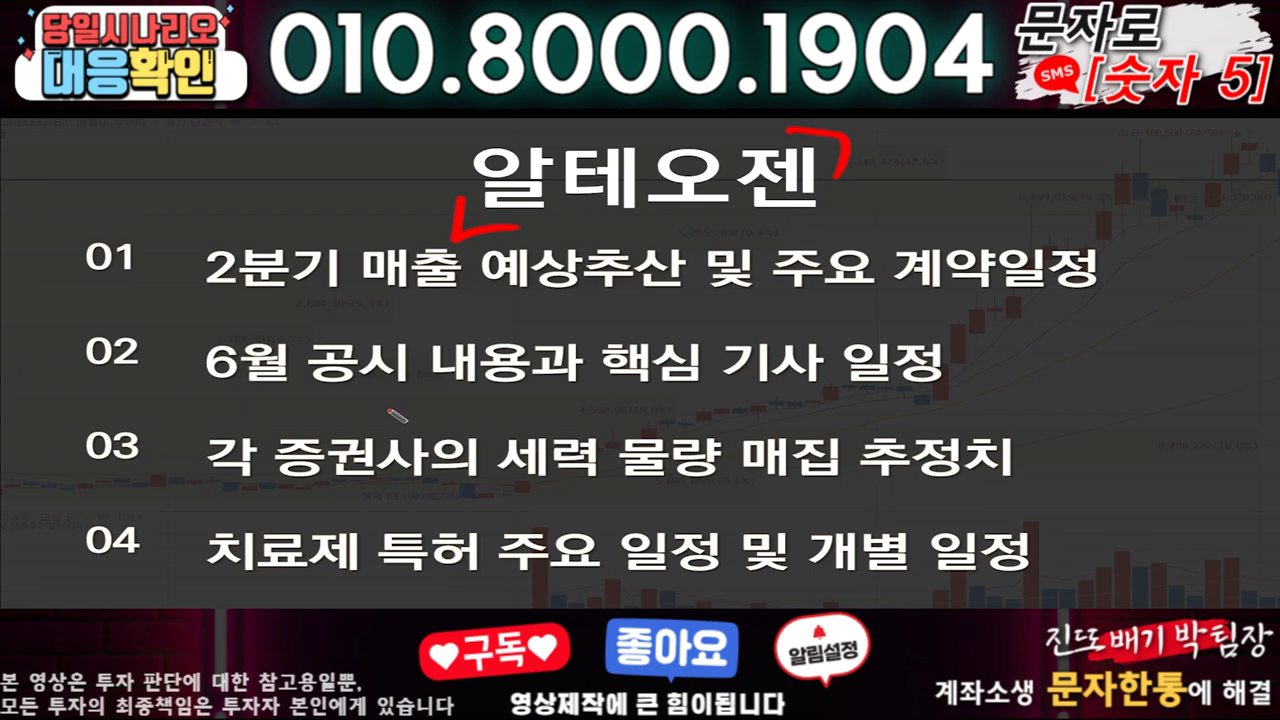 당일시나리오
대응확인
010.8000.1904
문자로
SMS [숫자 5]
알테오젠
01 2분기 매출 예상추산 및 주요 계약일정
02 6월 공시 내용과 핵심 기사 일정
03 각 증권사의 세력 물량 매집 추정치
04 치료제 특허 주요 일정 및 개별 일정
구독
좋아요
알림설정
본 영상은 투자 판단에 대한 참고용일뿐,
모든 투자의 최종책임은 투자자 본인에게 있습니다
영상제작에 큰 힘이됩니다
진또배기 박팀장
계좌소생 문자한통에 해결